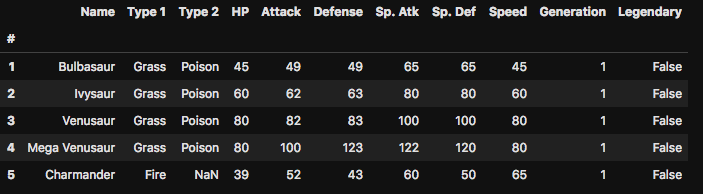 Name Type 1 Type 2 HP Attack Defense Sp. Atk Sp. Def Speed Generation Legendary
#
1 Bulbasaur Grass Poison 45 49 49 65 65 45 1 False
2 Ivysaur Grass Poison 60 62 63 80 80 60 1 False
3 Venusaur Grass Poison 80 82 83 100 100 80 1 False
4 Mega Venusaur Grass Poison 80 100 123 122 120 80 1 False
5 Charmander Fire NaN 39 52 43 60 50 65 1 False